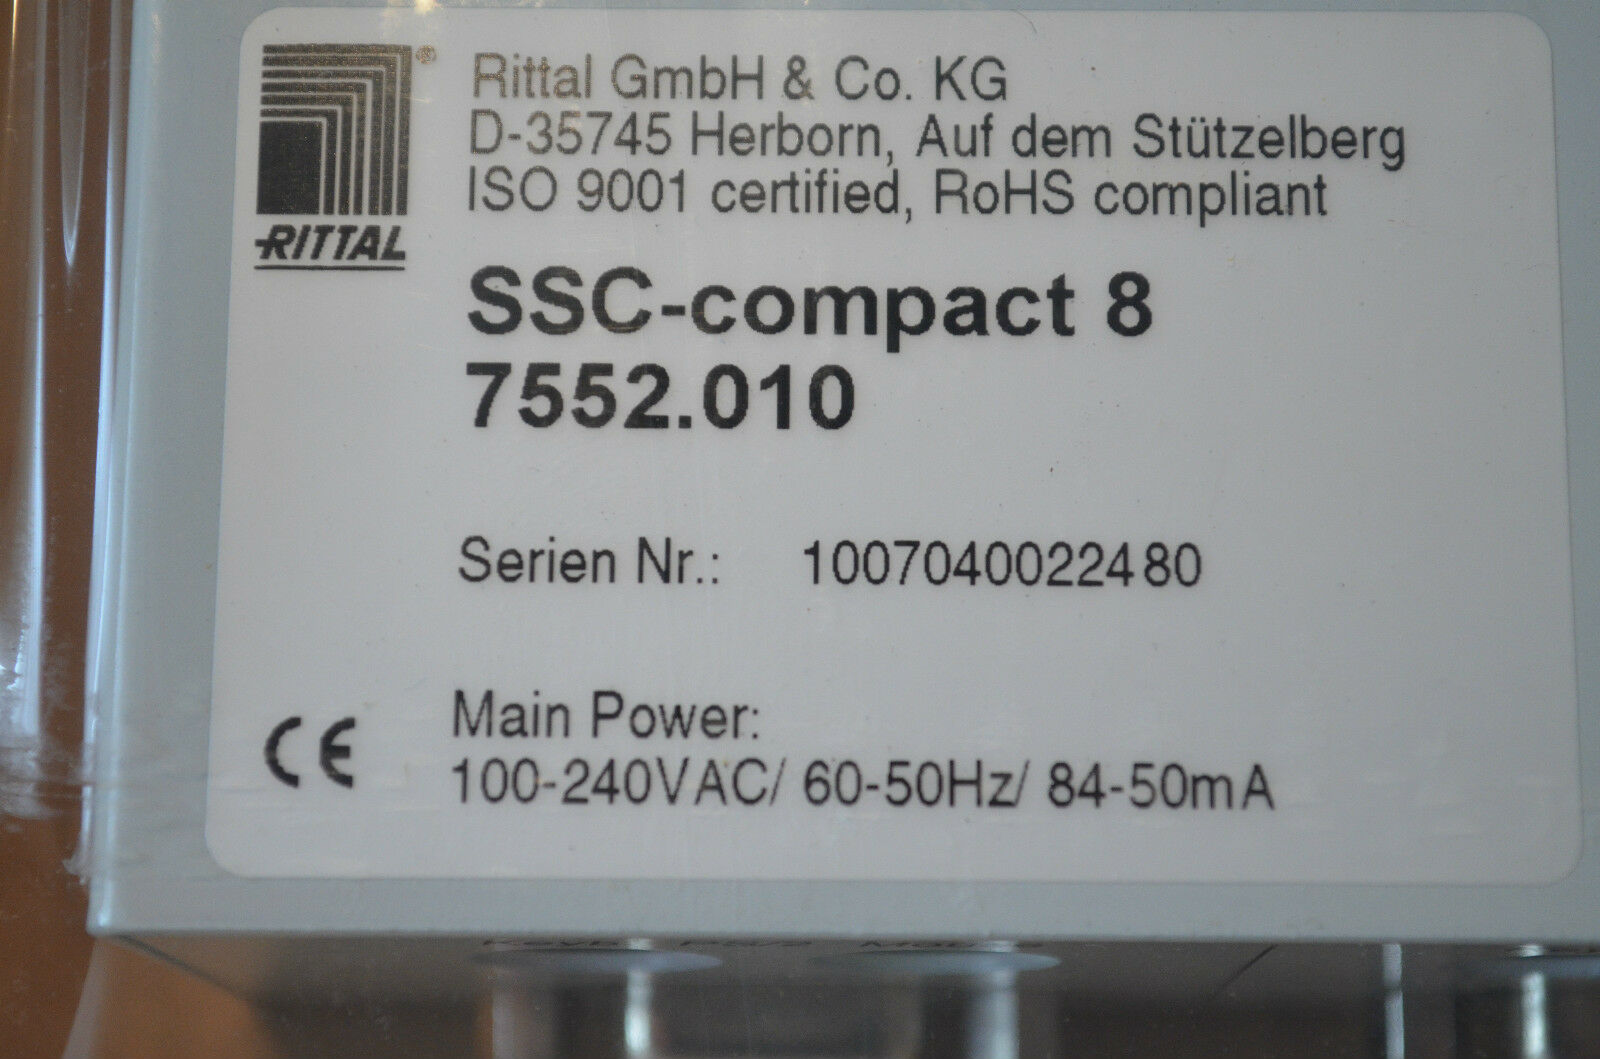 ®
RITTAL
Rittal GmbH & Co. KG
D-35745 Herborn, Auf dem Stützelberg
ISO 9001 certified, RoHS compliant
SSC-compact 8
7552.010
Serien Nr.: 1007040022480
CE
Main Power:
100-240VAC/ 60-50Hz/ 84-50mA